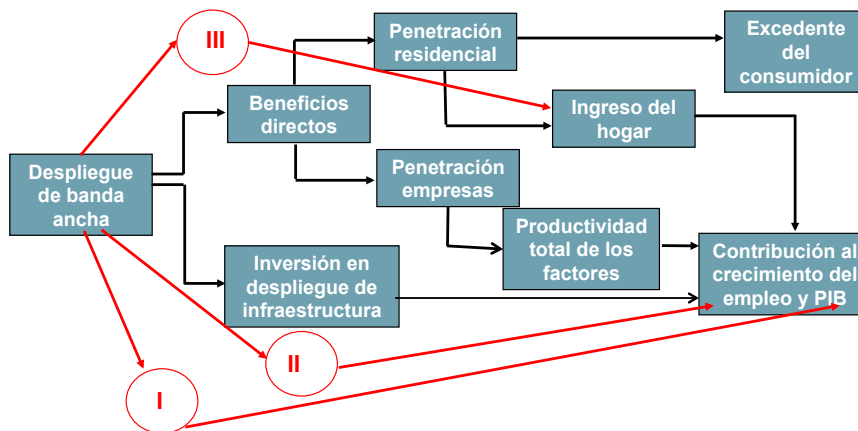 III
Penetración
residencial
Excedente
del
consumidor
Beneficios
directos
Ingreso del
hogar
Despliegue
de banda
ancha
Penetración
empresas
Productividad
total de los
factores
Contribución al
crecimiento del
empleo y PIB
Inversión en
despliegue de
infraestructura
II
I